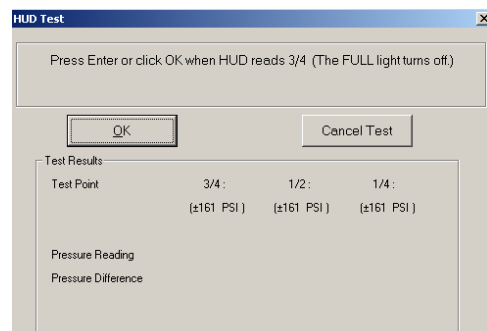 HUD Test
Press Enter or click OK when HUD reads 3/4 (The FULL light turns off.)
OK Cancel Test
Test Results
Test Point 3/4 : 1/2 : 1/4 :
(±161 PSI) (±161 PSI) (±161 PSI)
Pressure Reading
Pressure Difference